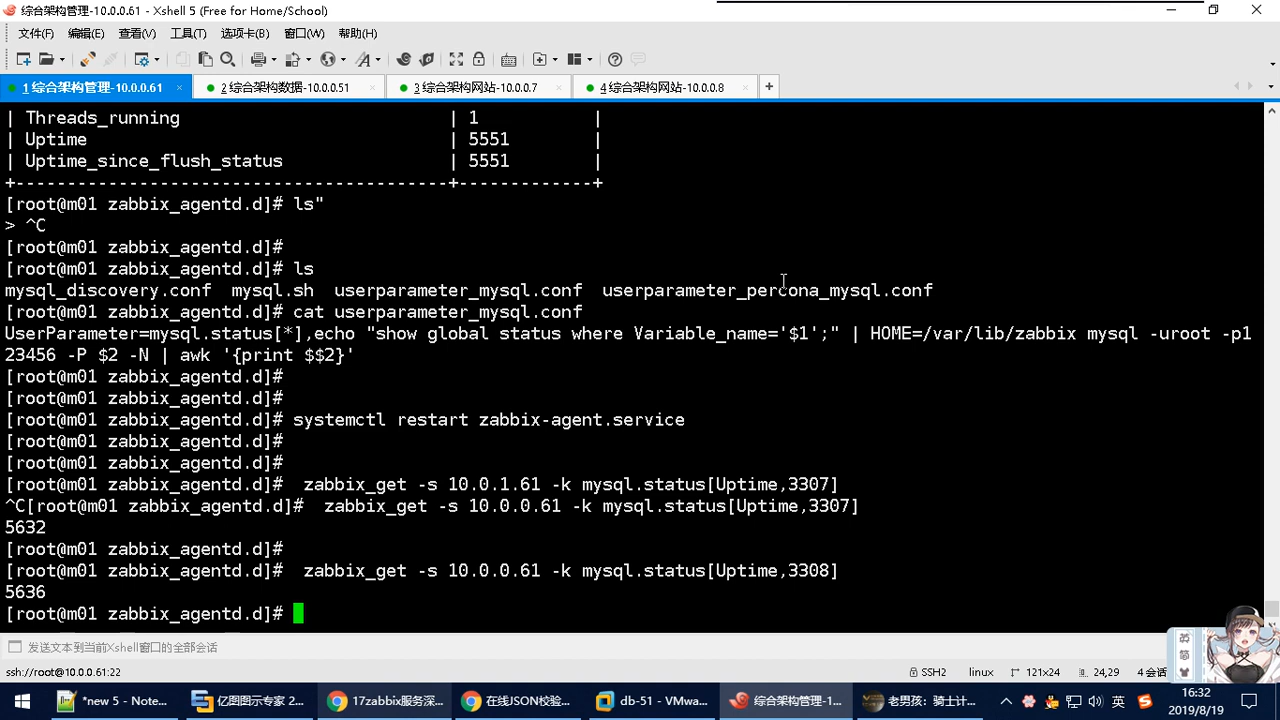 综合架构管理-10.0.0.61 - Xshell 5 (Free for Home/School)
文件(F) 编辑(E) 查看(V) 工具(T) 选项卡(B) 窗口(W) 帮助(H)
1 综合架构管理-10.0.0.61 2 综合架构数据-10.0.0.51 3 综合架构网站-10.0.0.7 4 综合架构网站-10.0.0.8
| Threads_running | 1 |
| Uptime | 5551 |
| Uptime_since_flush_status | 5551 |
+------------------------------------------+-------------+
[root@m01 zabbix_agentd.d]# ls"
> ^C
[root@m01 zabbix_agentd.d]#
[root@m01 zabbix_agentd.d]# ls
mysql_discovery.conf mysql.sh userparameter_mysql.conf userparameter_percona_mysql.conf
[root@m01 zabbix_agentd.d]# cat userparameter_mysql.conf
UserParameter=mysql.status[*],echo "show global status where Variable_name='$1';" | HOME=/var/lib/zabbix mysql -uroot -p1
23456 -P $2 -N | awk '{print $$2}'
[root@m01 zabbix_agentd.d]#
[root@m01 zabbix_agentd.d]#
[root@m01 zabbix_agentd.d]# systemctl restart zabbix-agent.service
[root@m01 zabbix_agentd.d]#
[root@m01 zabbix_agentd.d]#
[root@m01 zabbix_agentd.d]#  zabbix_get -s 10.0.1.61 -k mysql.status[Uptime,3307]
^C[root@m01 zabbix_agentd.d]#  zabbix_get -s 10.0.0.61 -k mysql.status[Uptime,3307]
5632
[root@m01 zabbix_agentd.d]#
[root@m01 zabbix_agentd.d]#  zabbix_get -s 10.0.0.61 -k mysql.status[Uptime,3308]
5636
[root@m01 zabbix_agentd.d]#
发送文本到当前Xshell窗口的全部会话
ssh://root@10.0.0.61:22 SSH2 linux 121x24 24,29 4 会话
英
简
*new 5 - Note... 亿图图示专家 2... 17zabbix服务深... 在线JSON校验... db-51 - VMwa... 综合架构管理-1... 老男孩: 骑士计... 英 16:32
2019/8/19